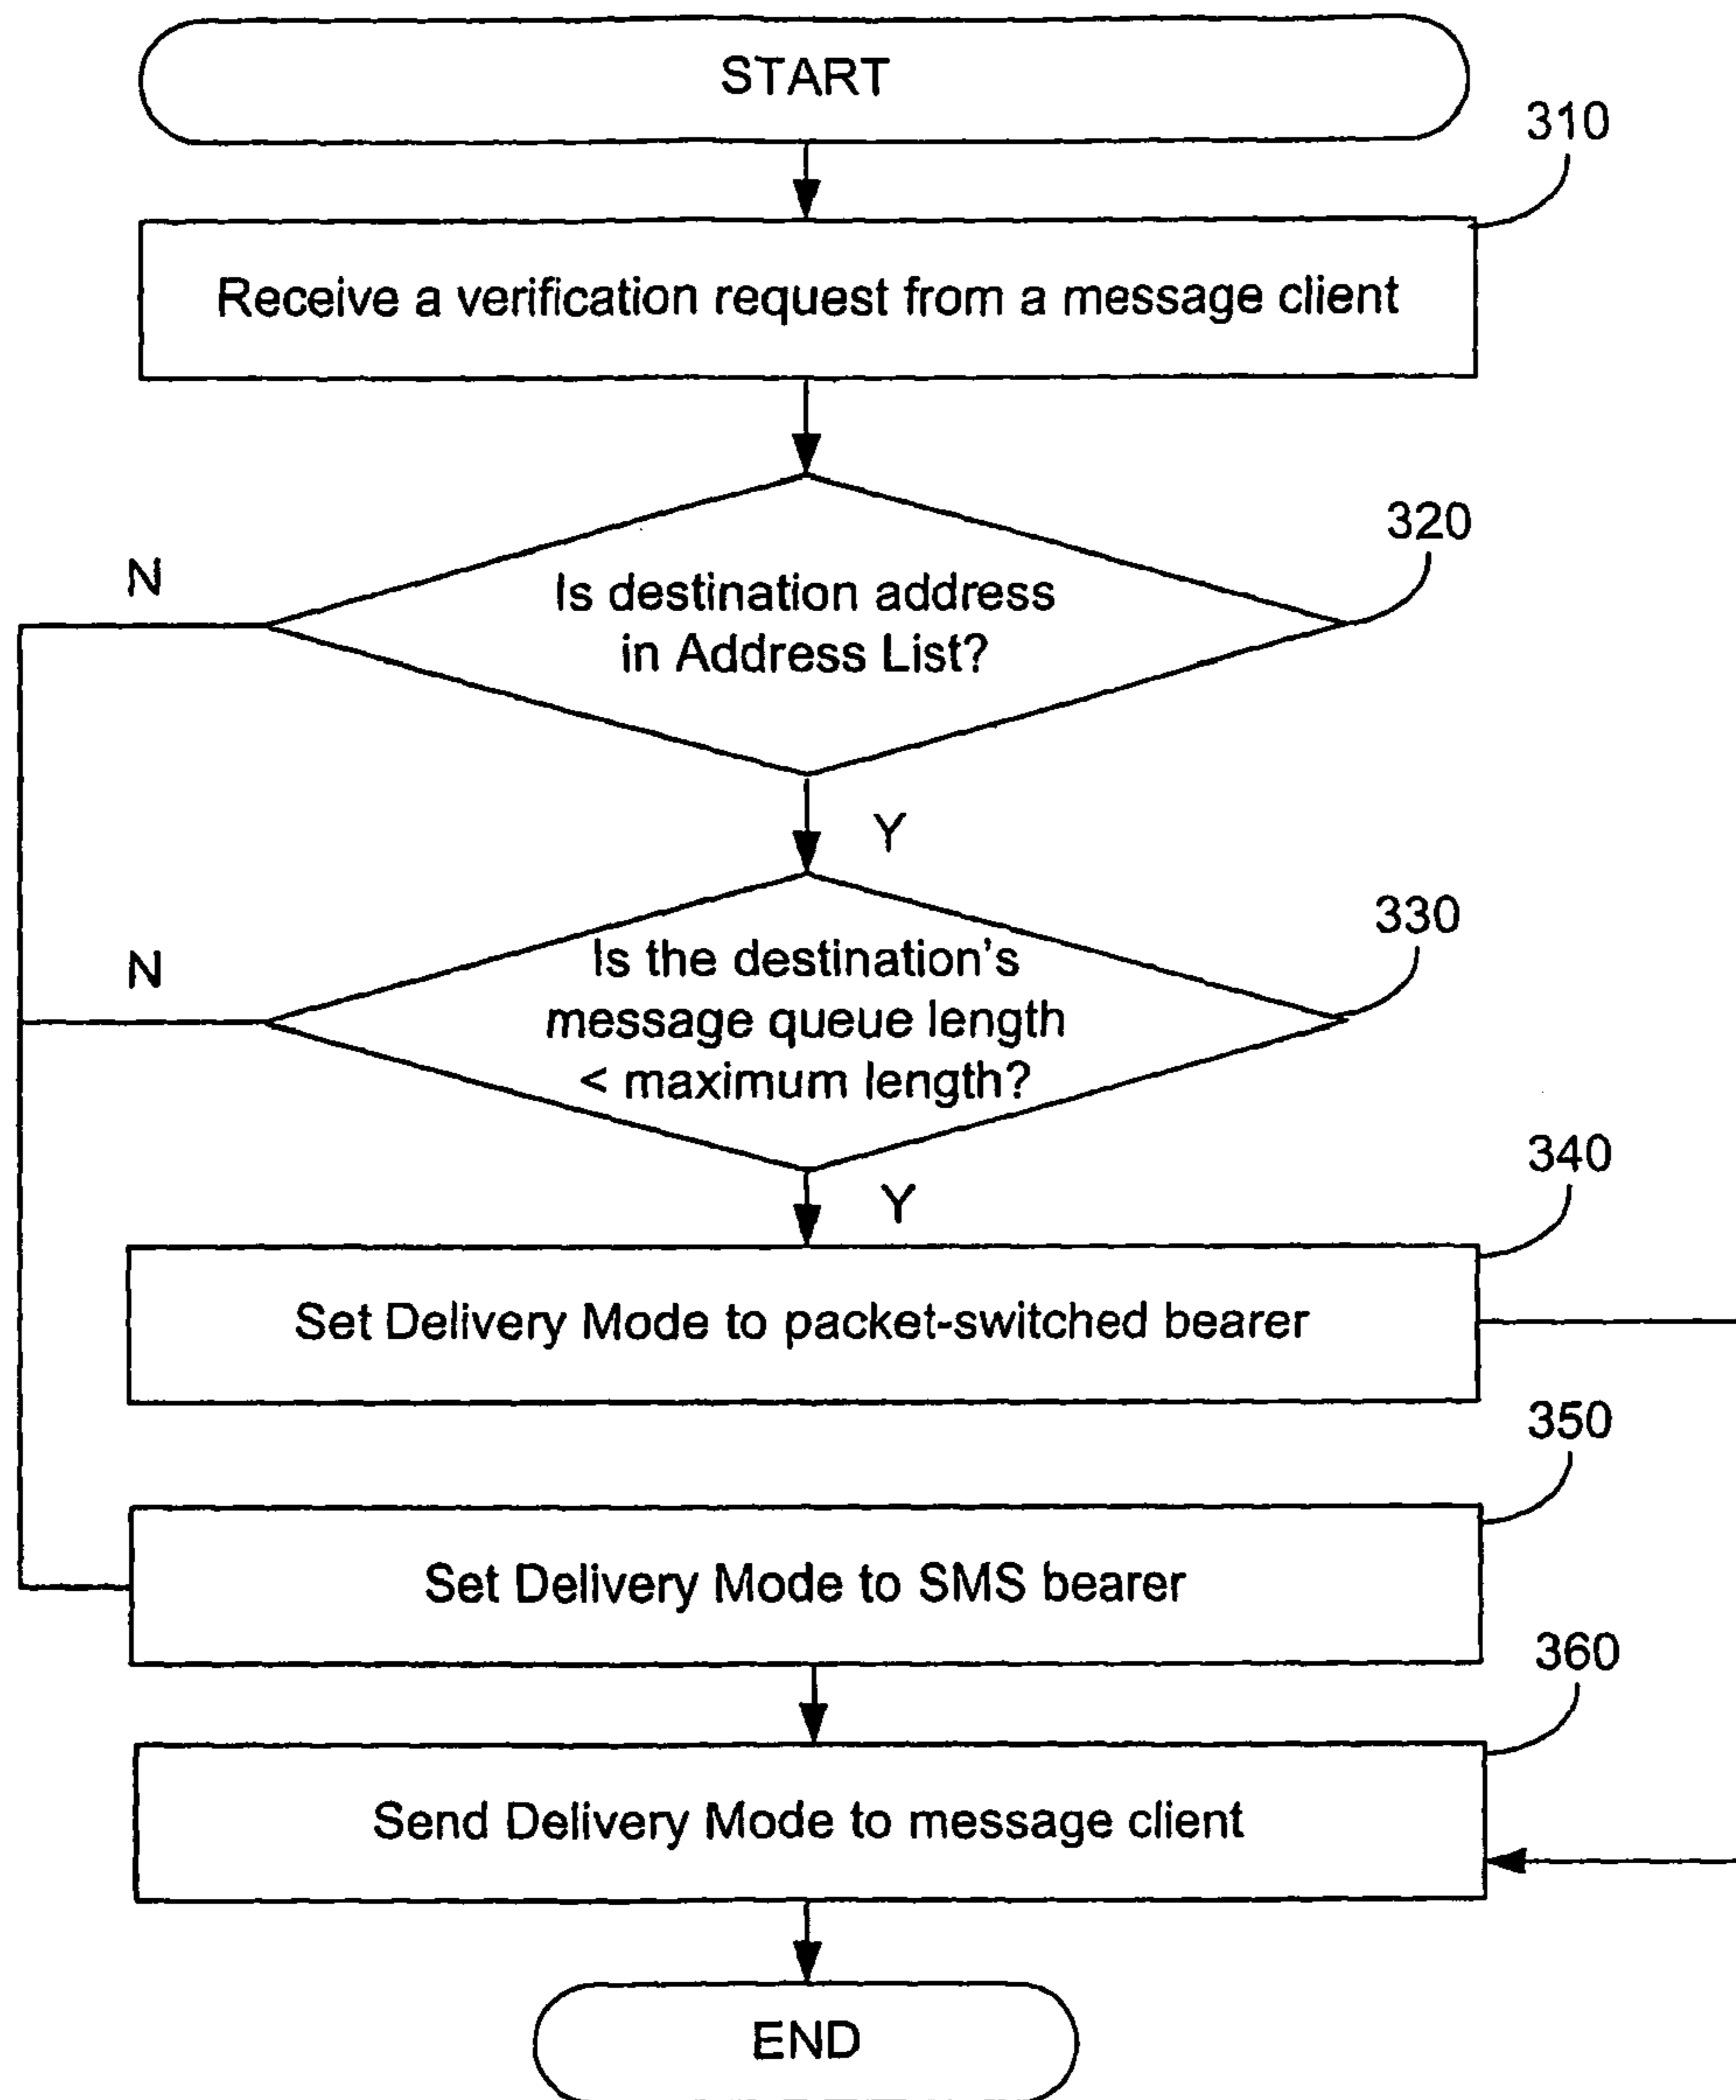 START
310
Receive a verification request from a message client
320
N
Is destination address
in Address List?
Y
330
N
Is the destination's
message queue length
< maximum length?
Y
340
Set Delivery Mode to packet-switched bearer
350
Set Delivery Mode to SMS bearer
360
Send Delivery Mode to message client
END